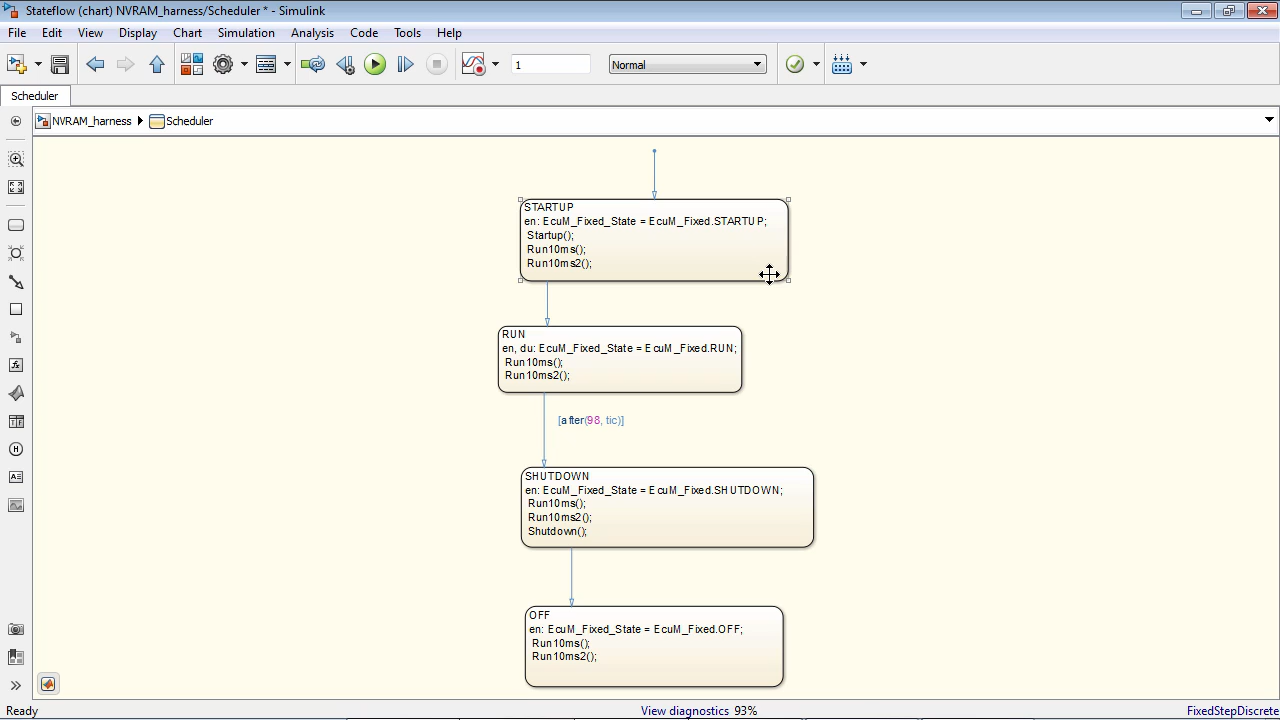 Stateflow (chart) NVRAM_harness/Scheduler * - Simulink
File Edit View Display Chart Simulation Analysis Code Tools Help
1 Normal
Scheduler
NVRAM_harness Scheduler
STARTUP
en: EcuM_Fixed_State = EcuM_Fixed.STARTUP;
Startup();
Run10ms();
Run10ms2();
RUN
en, du: EcuM_Fixed_State = EcuM_Fixed.RUN;
Run10ms();
Run10ms2();
[after(98, tic)]
SHUTDOWN
en: EcuM_Fixed_State = EcuM_Fixed.SHUTDOWN;
Run10ms();
Run10ms2();
Shutdown();
OFF
en: EcuM_Fixed_State = EcuM_Fixed.OFF;
Run10ms();
Run10ms2();
Ready View diagnostics 93% FixedStepDiscrete